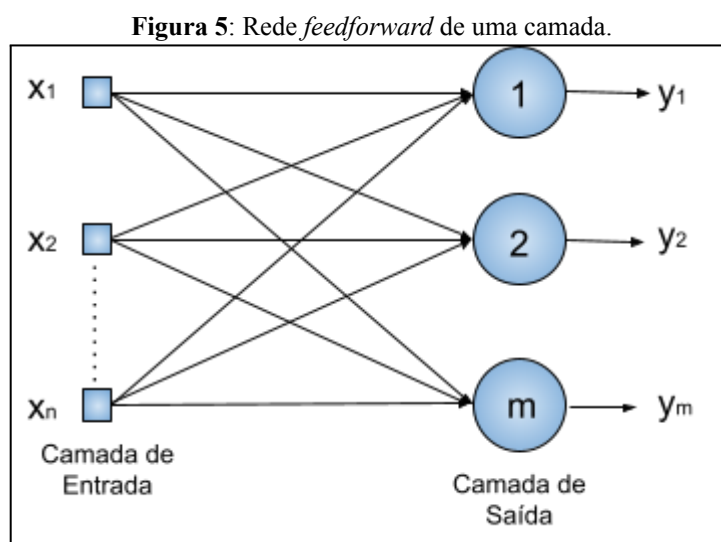 Figura 5: Rede feedforward de uma camada.
x1 1 y1
x2 2 y2
xn m ym
Camada de
Entrada
Camada de
Saída